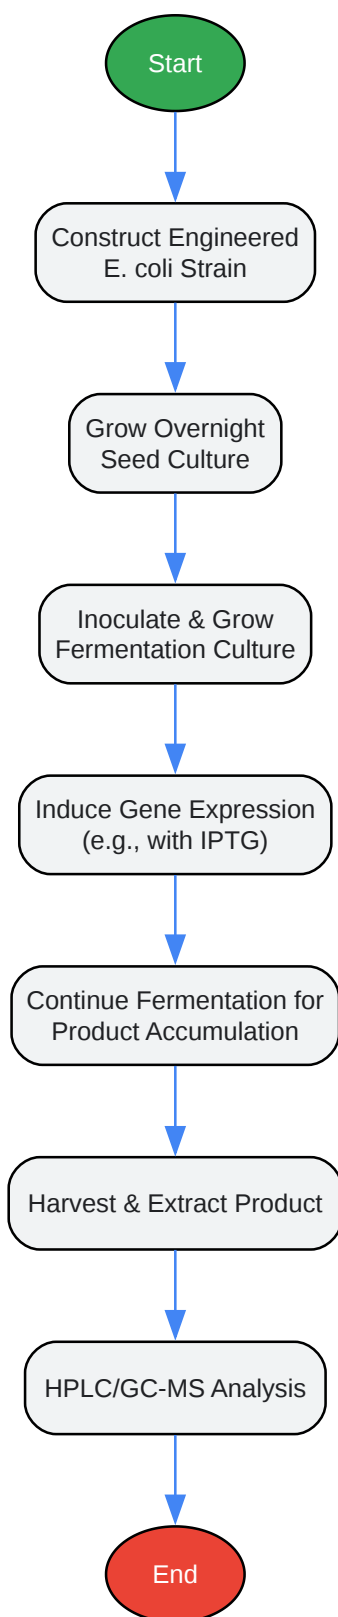 Start
Construct Engineered
E. coli Strain
Grow Overnight
Seed Culture
Inoculate & Grow
Fermentation Culture
Induce Gene Expression
(e.g., with IPTG)
Continue Fermentation for
Product Accumulation
Harvest & Extract Product
HPLC/GC-MS Analysis
End